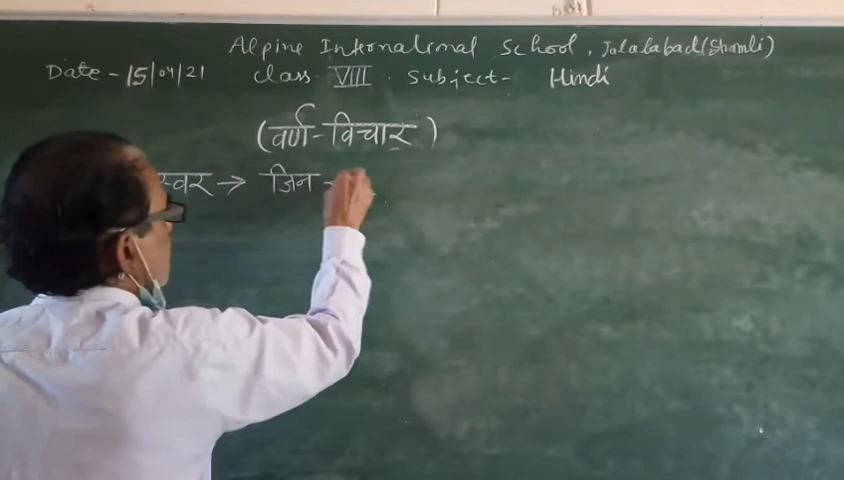 Alpine International School, Jalalabad (Shamli)
Date - 15/04/21 Class VIII. Subject- Hindi
(वर्ण-विचार)
स्वर → जिन